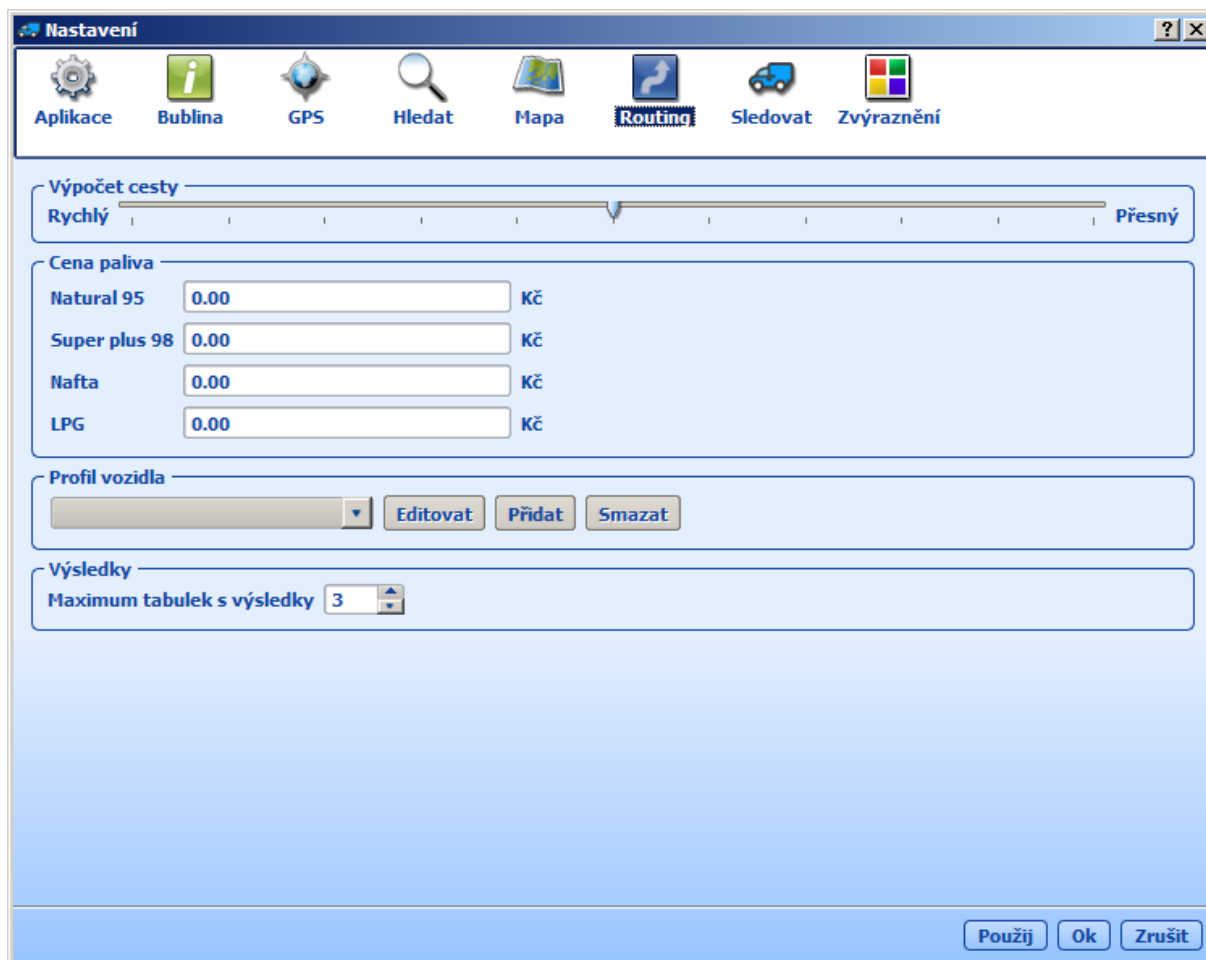 Nastavení
Aplikace Bublina GPS Hledat Mapa Routing Sledovat Zvýraznění
Výpočet cesty
Rychlý Přesný
Cena paliva
Natural 95 0.00 Kč
Super plus 98 0.00 Kč
Nafta 0.00 Kč
LPG 0.00 Kč
Profil vozidla
Editovat Přidat Smazat
Výsledky
Maximum tabulek s výsledky 3
Použij Ok Zrušit